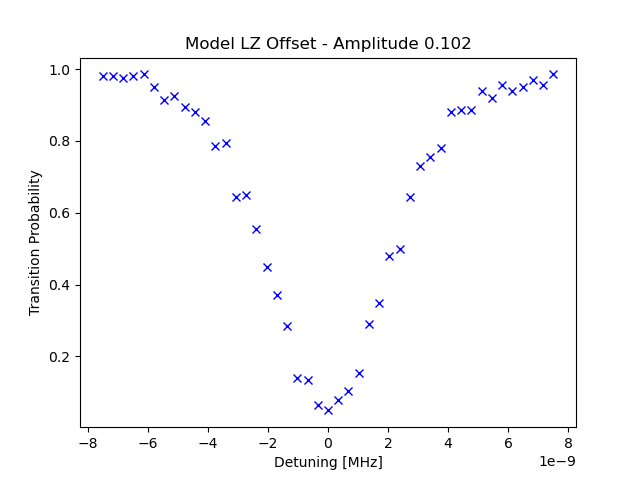 Model LZ Offset - Amplitude 0.102
Transition Probability
1.0
0.8
0.6
0.4
0.2
−8 −6 −4 −2 0 2 4 6 8
1e−9
Detuning [MHz]